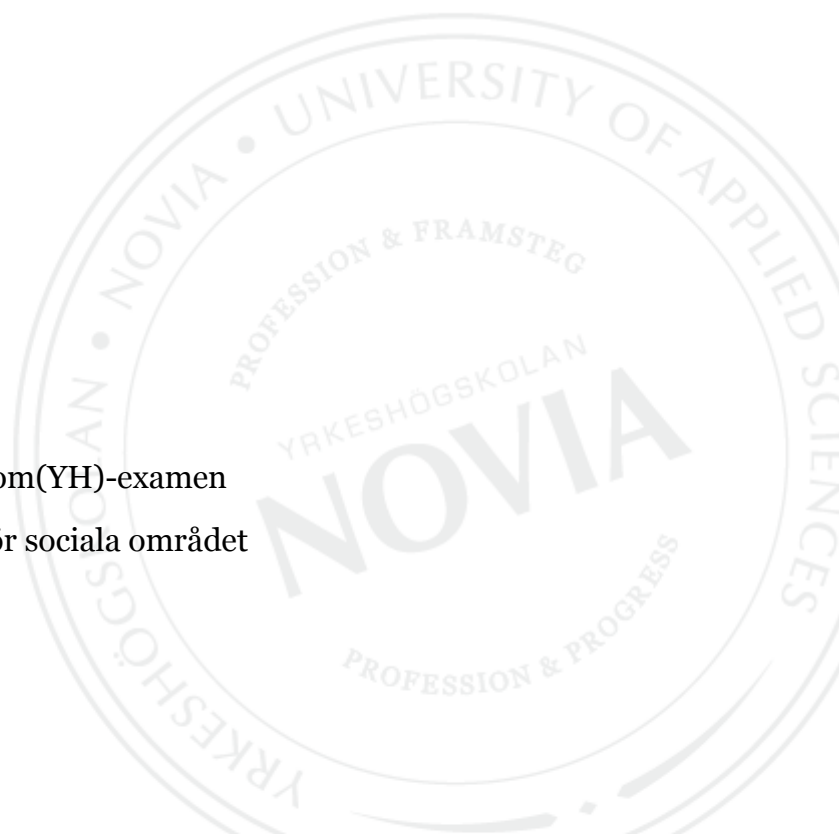 YRKESHÖGSKOLAN • NOVIA • UNIVERSITY OF APPLIED SCIENCES
PROFESSION & FRAMSTEG
YRKESHÖGSKOLAN
NOVIA
om(YH)-examen
ör sociala området
PROFESSION & PROGRESS